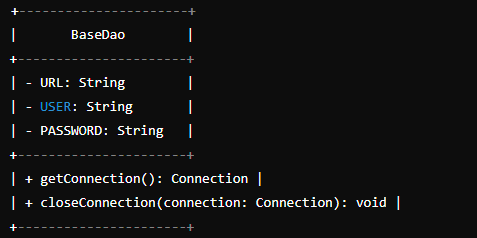 +-----------------------+
|       BaseDao         |
+-----------------------+
| - URL: String         |
| - USER: String        |
| - PASSWORD: String    |
+-----------------------+
| + getConnection(): Connection |
| + closeConnection(connection: Connection): void |
+-----------------------+